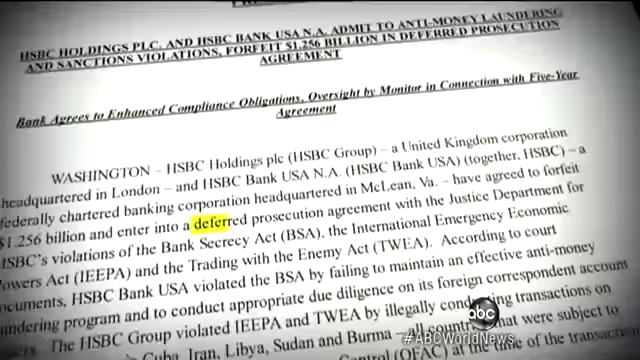 HSBC HOLDINGS PLC. AND HSBC BANK USA N.A. ADMIT TO ANTI-MONEY LAUNDERING
AND SANCTIONS VIOLATIONS, FORFEIT $1.256 BILLION IN DEFERRED PROSECUTION
AGREEMENT
Bank Agrees to Enhanced Compliance Obligations, Oversight by Monitor in Connection with Five-Year
Agreement
WASHINGTON – HSBC Holdings plc (HSBC Group) – a United Kingdom corporation
headquartered in London – and HSBC Bank USA N.A. (HSBC Bank USA) (together, HSBC) – a
federally chartered banking corporation headquartered in McLean, Va. – have agreed to forfeit
$1.256 billion and enter into a deferred prosecution agreement with the Justice Department for
HSBC's violations of the Bank Secrecy Act (BSA), the International Emergency Economic
Powers Act (IEEPA) and the Trading with the Enemy Act (TWEA). According to court
documents, HSBC Bank USA violated the BSA by failing to maintain an effective anti-money
laundering program and to conduct appropriate due diligence on its foreign correspondent account
The HSBC Group violated IEEPA and TWEA by illegally conducting transactions on
in Cuba, Iran, Libya, Sudan and Burma – all that were subject to
Control (OFAC) at the time of the transaction
abc
#ABCWorldNews